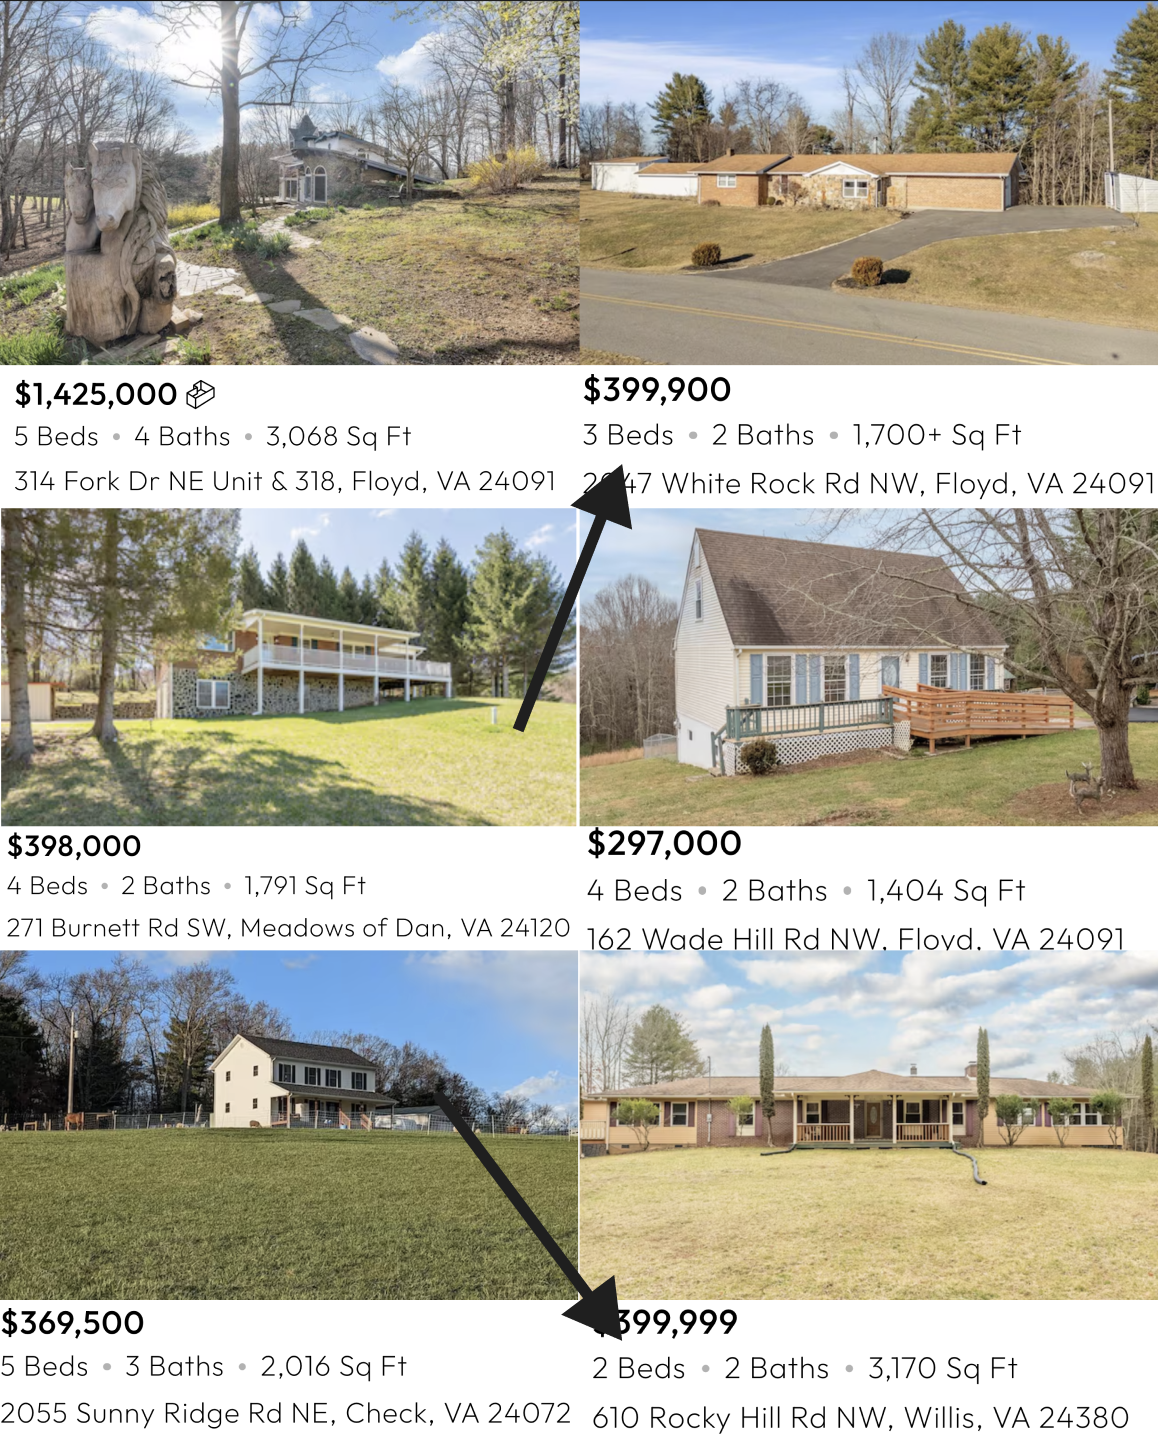 $1,425,000
5 Beds • 4 Baths • 3,068 Sq Ft
314 Fork Dr NE Unit & 318, Floyd, VA 24091
$399,900
3 Beds • 2 Baths • 1,700+ Sq Ft
White Rock Rd NW, Floyd, VA 24091
$398,000
4 Beds • 2 Baths • 1,791 Sq Ft
271 Burnett Rd SW, Meadows of Dan, VA 24120
$297,000
4 Beds • 2 Baths • 1,404 Sq Ft
162 Wade Hill Rd NW, Floyd, VA 24091
$369,500
5 Beds • 3 Baths • 2,016 Sq Ft
2055 Sunny Ridge Rd NE, Check, VA 24072
$399,999
2 Beds • 2 Baths • 3,170 Sq Ft
610 Rocky Hill Rd NW, Willis, VA 24380